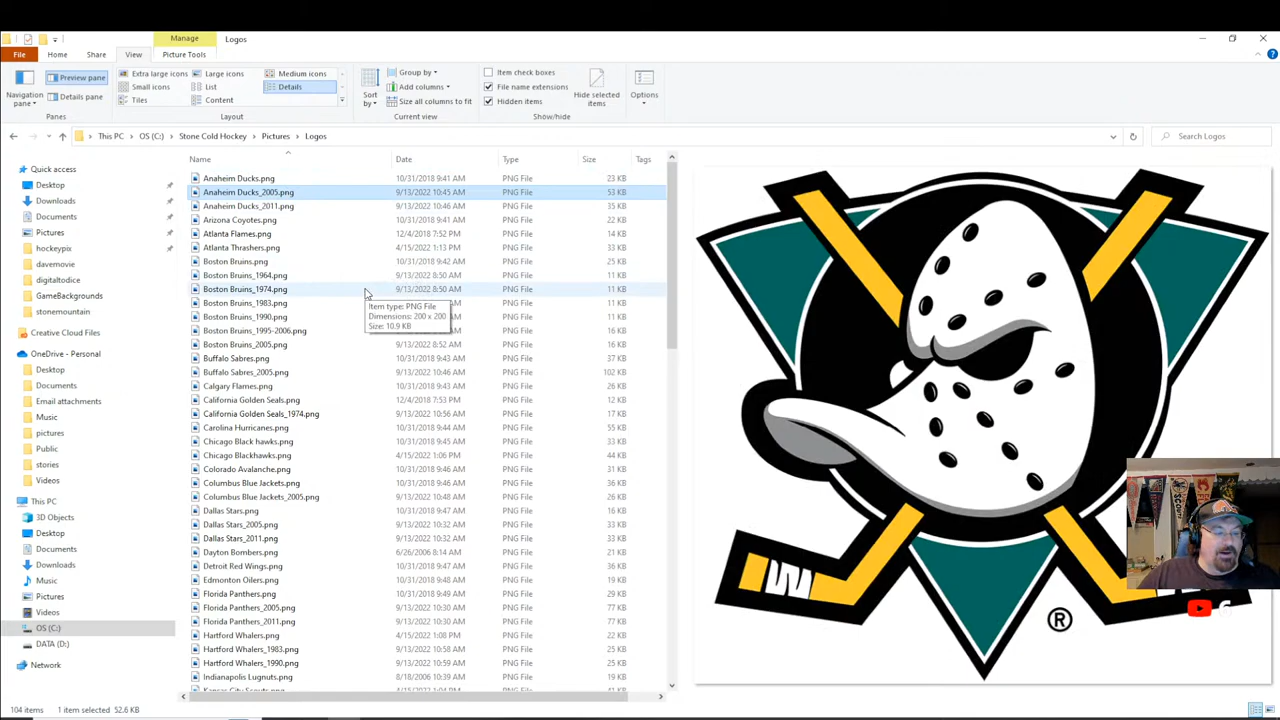 Manage
Logos
File
Home
Share
View
Picture Tools
Navigation pane
Preview pane
Details pane
Panes
Extra large icons
Large icons
Medium icons
Small icons
List
Details
Tiles
Content
Layout
Sort by
Group by
Add columns
Size all columns to fit
Current view
Item check boxes
File name extensions
Hidden items
Hide selected items
Show/hide
Options
This PC > OS (C:) > Stone Cold Hockey > Pictures > Logos
Search Logos
Quick access
Desktop
Downloads
Documents
Pictures
hockeypix
davemovie
digitaltodice
GameBackgrounds
stonemountain
Creative Cloud Files
OneDrive - Personal
Desktop
Documents
Email attachments
Music
pictures
Public
stories
Videos
This PC
3D Objects
Desktop
Documents
Downloads
Music
Pictures
Videos
OS (C:)
DATA (D:)
Network
Name Date Type Size Tags
Anaheim Ducks.png 10/31/2018 9:41 AM PNG File 23 KB
Anaheim Ducks_2005.png 9/13/2022 10:45 AM PNG File 53 KB
Anaheim Ducks_2011.png 9/13/2022 10:46 AM PNG File 35 KB
Arizona Coyotes.png 10/31/2018 9:41 AM PNG File 22 KB
Atlanta Flames.png 12/4/2018 7:52 PM PNG File 14 KB
Atlanta Thrashers.png 4/15/2022 1:13 PM PNG File 33 KB
Boston Bruins.png 10/31/2018 9:41 AM PNG File 25 KB
Boston Bruins_1964.png 9/13/2022 8:50 AM PNG File 11 KB
Boston Bruins_1974.png 9/13/2022 8:50 AM PNG File 11 KB
Boston Bruins_1983.png AM PNG File 11 KB
Boston Bruins_1990.png AM PNG File 11 KB
Boston Bruins_1995-2006.png AM PNG File 16 KB
Boston Bruins_2005.png 9/13/2022 8:52 AM PNG File 16 KB
Buffalo Sabres.png 10/31/2018 9:43 AM PNG File 37 KB
Buffalo Sabres_2005.png 9/13/2022 10:46 AM PNG File 102 KB
Calgary Flames.png 10/31/2018 9:43 AM PNG File 26 KB
California Golden Seals.png 12/4/2018 7:53 PM PNG File 12 KB
California Golden Seals_1974.png 9/13/2022 10:56 AM PNG File 17 KB
Carolina Hurricanes.png 10/31/2018 9:44 AM PNG File 55 KB
Chicago Black hawks.png 10/31/2018 9:45 AM PNG File 31 KB
Chicago Blackhawks.png 4/15/2022 1:06 PM PNG File 44 KB
Colorado Avalanche.png 10/31/2018 9:45 AM PNG File 31 KB
Columbus Blue Jackets.png 10/31/2018 9:46 AM PNG File 36 KB
Columbus Blue Jackets_2005.png 9/13/2022 10:48 AM PNG File 26 KB
Dallas Stars.png 10/31/2018 9:47 AM PNG File 16 KB
Dallas Stars_2005.png 9/13/2022 10:32 AM PNG File 33 KB
Dallas Stars_2011.png 9/13/2022 10:32 AM PNG File 33 KB
Dayton Bombers.png 6/26/2006 8:14 AM PNG File 21 KB
Detroit Red Wings.png 10/31/2018 9:47 AM PNG File 36 KB
Edmonton Oilers.png 10/31/2018 9:48 AM PNG File 19 KB
Florida Panthers.png 10/31/2018 9:40 AM PNG File 29 KB
Florida Panthers_2005.png 9/13/2022 10:30 AM PNG File 77 KB
Florida Panthers_2011.png 9/13/2022 10:30 AM PNG File 77 KB
Hartford Whalers.png 4/15/2022 1:08 PM PNG File 22 KB
Hartford Whalers_1983.png 9/13/2022 10:58 AM PNG File 25 KB
Hartford Whalers_1990.png 9/13/2022 10:58 AM PNG File 25 KB
Indianapolis Lugnuts.png 8/18/2006 10:39 AM PNG File 19 KB
Kansas City Scouts.png 4/15/2022 1:04 PM PNG File 41 KB
Item type: PNG File
Dimensions: 200 x 200
Size: 10.9 KB
®
104 items 1 item selected 52.6 KB